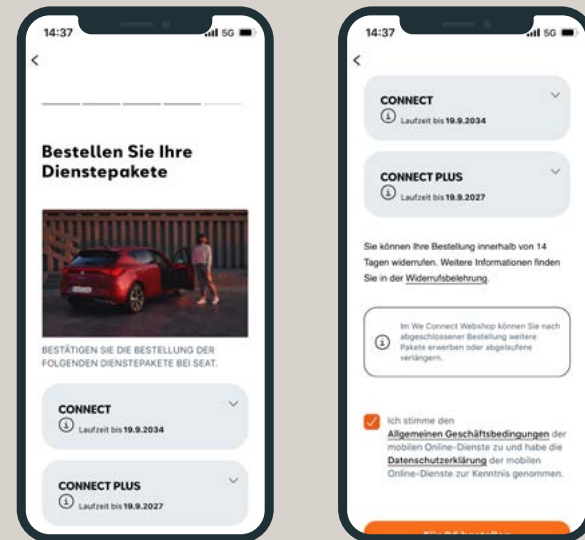 14:37
5G
Bestellen Sie Ihre
Dienstepakete
BESTÄTIGEN SIE DIE BESTELLUNG DER
FOLGENDEN DIENSTEPAKETE BEI SEAT.
CONNECT
Laufzeit bis 19.9.2034
CONNECT PLUS
Laufzeit bis 19.9.2027
14:37
5G
CONNECT
Laufzeit bis 19.9.2034
CONNECT PLUS
Laufzeit bis 19.9.2027
Sie können Ihre Bestellung innerhalb von 14
Tagen widerrufen. Weitere Informationen finden
Sie in der Widerrufsbelehrung.
Im We Connect Webshop können Sie nach
abgeschlossener Bestellung weitere
Pakete erwerben oder abgelaufene
verlängern.
Ich stimme den
Allgemeinen Geschäftsbedingungen der
mobilen Online-Dienste zu und habe die
Datenschutzerklärung der mobilen
Online-Dienste zur Kenntnis genommen.